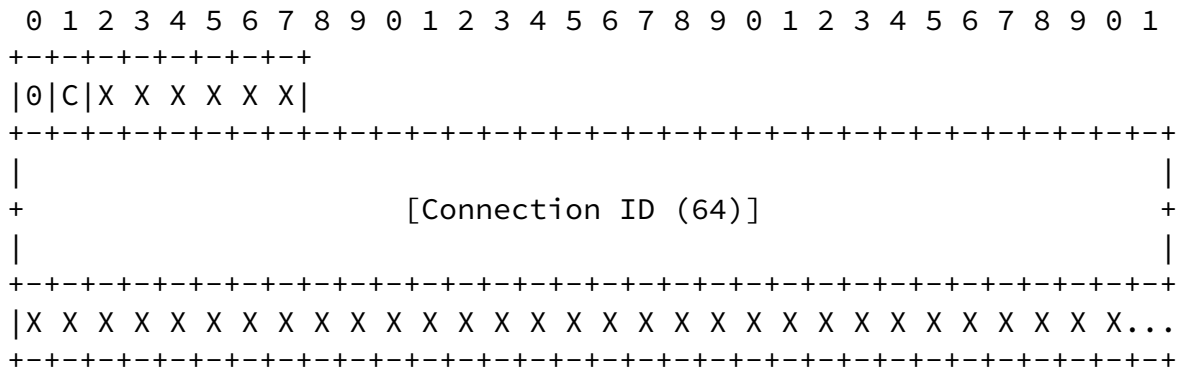 0 1 2 3 4 5 6 7 8 9 0 1 2 3 4 5 6 7 8 9 0 1 2 3 4 5 6 7 8 9 0 1
+-+-+-+-+-+-+-+-+
|0|C|X X X X X X|
+-+-+-+-+-+-+-+-+-+-+-+-+-+-+-+-+-+-+-+-+-+-+-+-+-+-+-+-+-+-+-+-+
|                                                               |
+                     [Connection ID (64)]                      +
|                                                               |
+-+-+-+-+-+-+-+-+-+-+-+-+-+-+-+-+-+-+-+-+-+-+-+-+-+-+-+-+-+-+-+-+
|X X X X X X X X X X X X X X X X X X X X X X X X X X X X X X X...
+-+-+-+-+-+-+-+-+-+-+-+-+-+-+-+-+-+-+-+-+-+-+-+-+-+-+-+-+-+-+-+-+